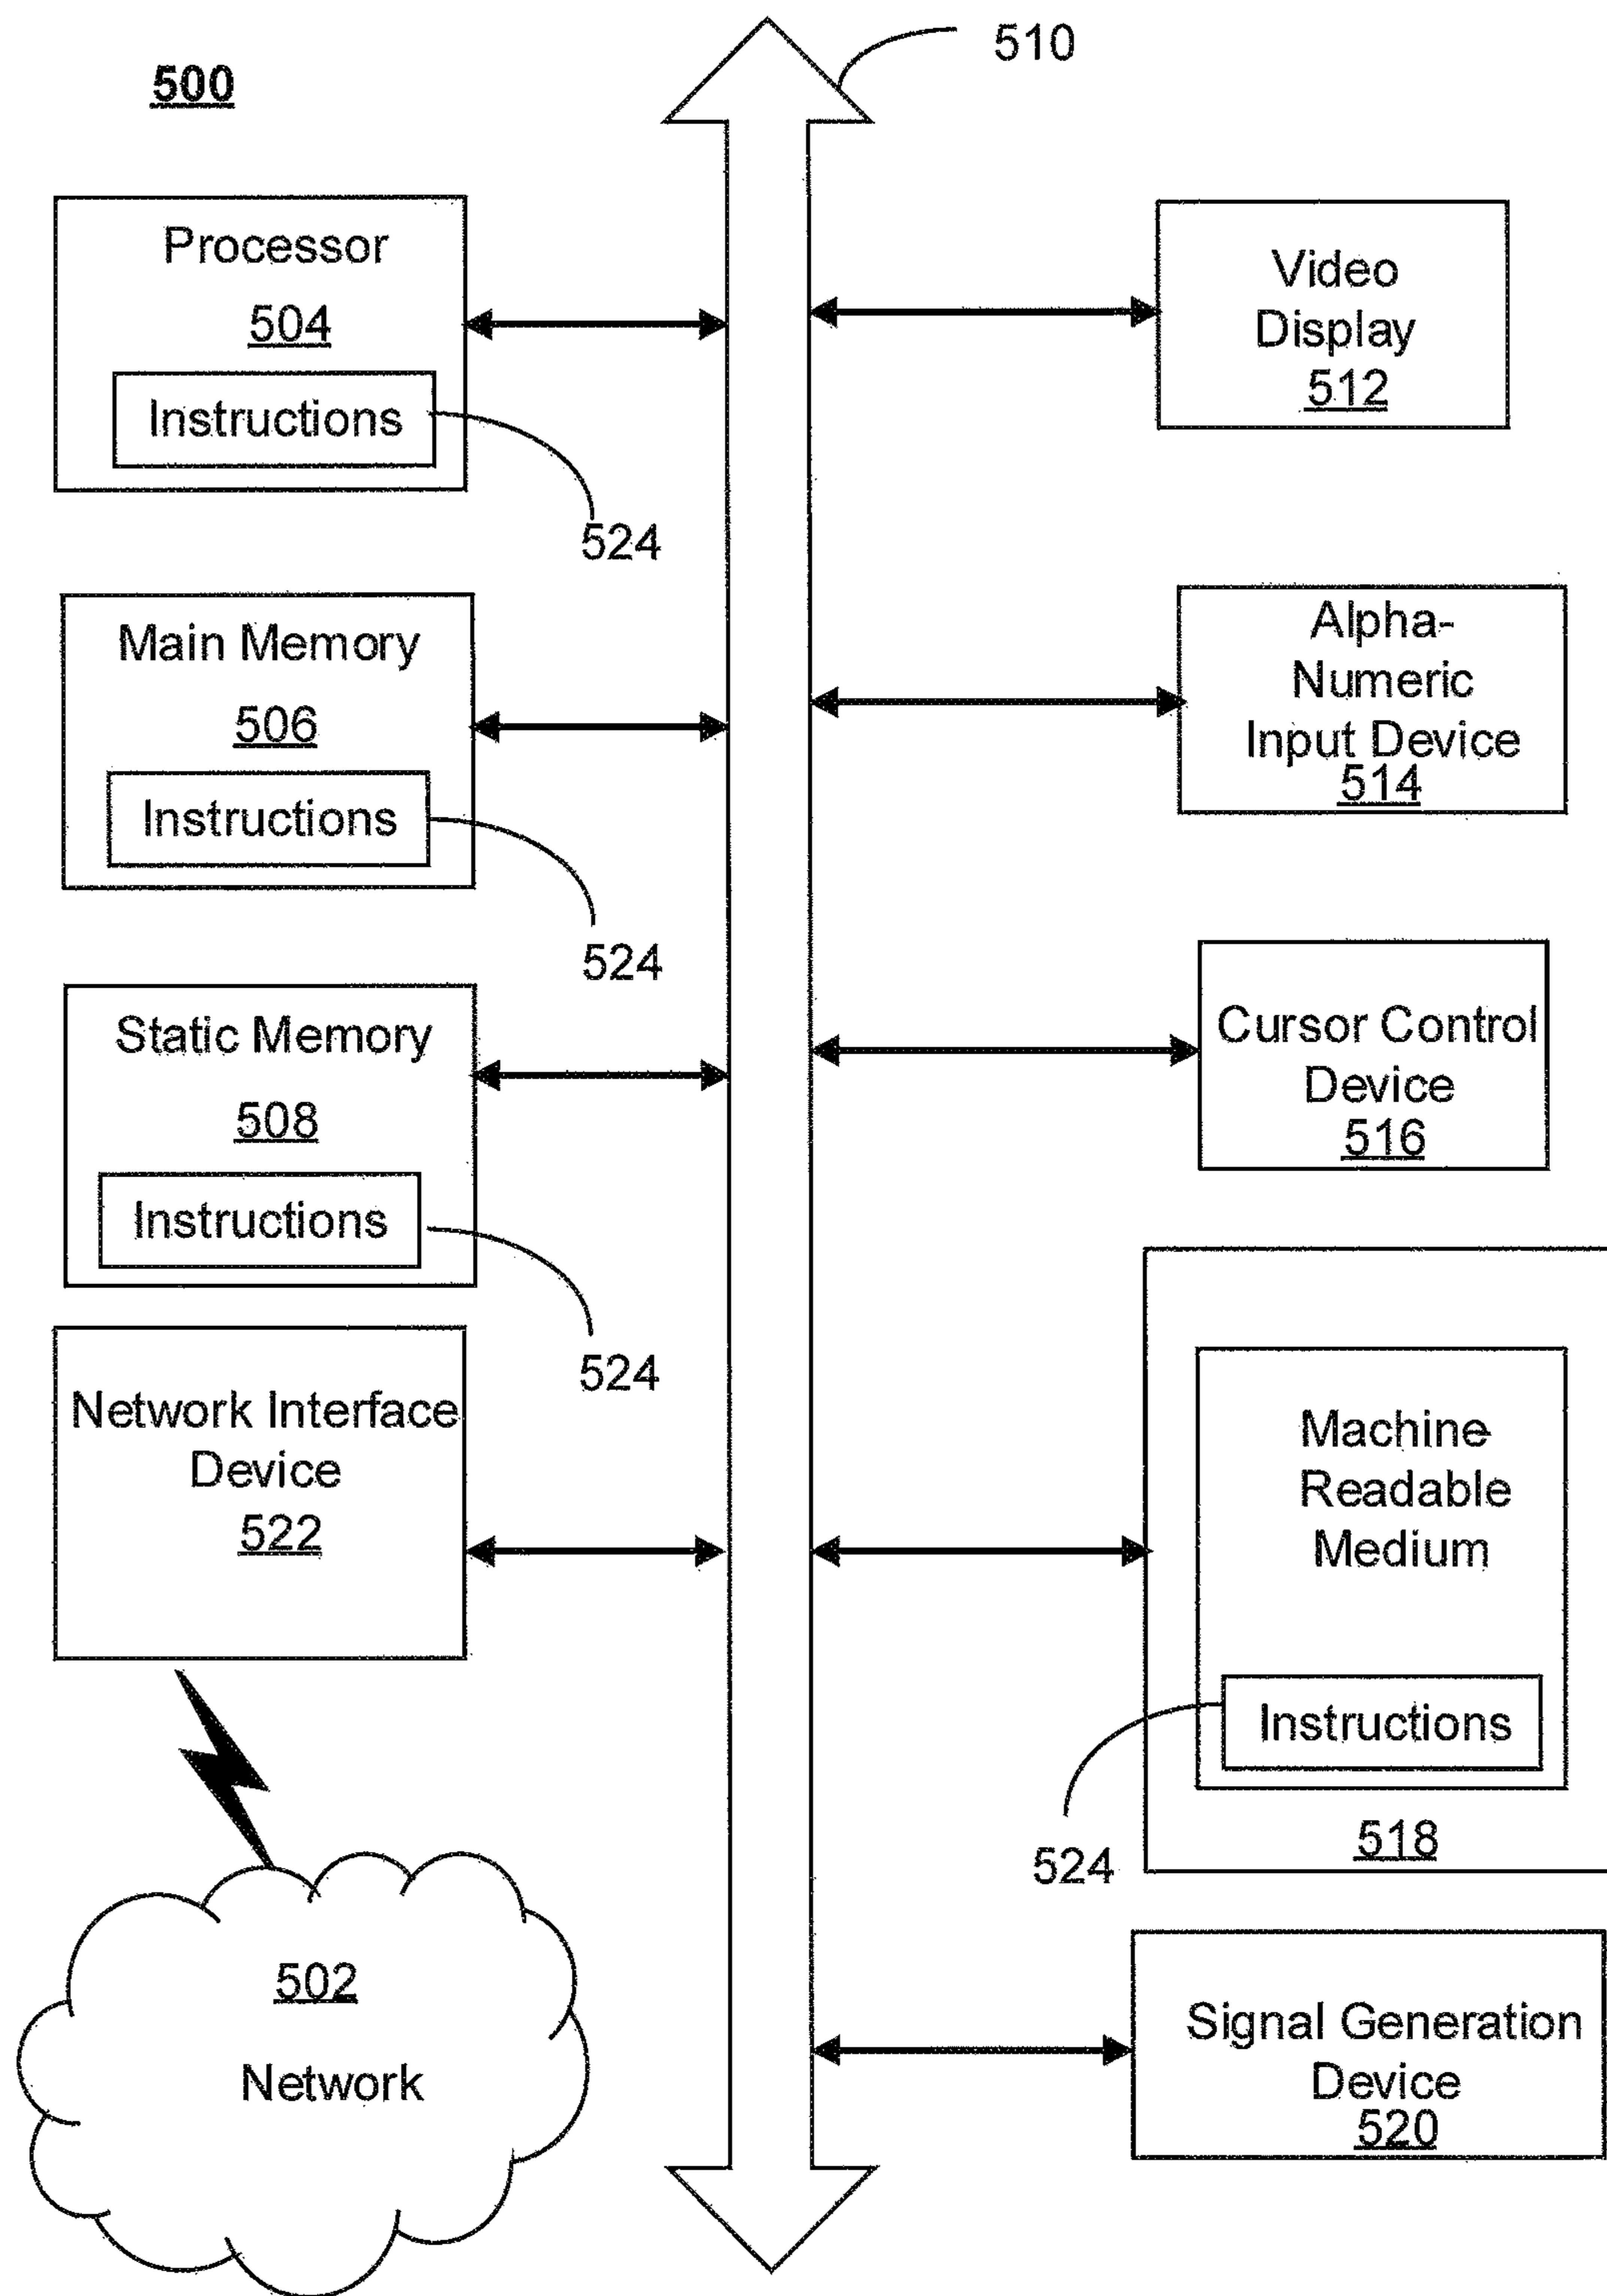 500
510
Processor
504
Instructions
524
Main Memory
506
Instructions
524
Static Memory
508
Instructions
524
Network Interface
Device
522
502
Network
Video
Display
512
Alpha-
Numeric
Input Device
514
Cursor Control
Device
516
Machine
Readable
Medium
Instructions
524
518
Signal Generation
Device
520